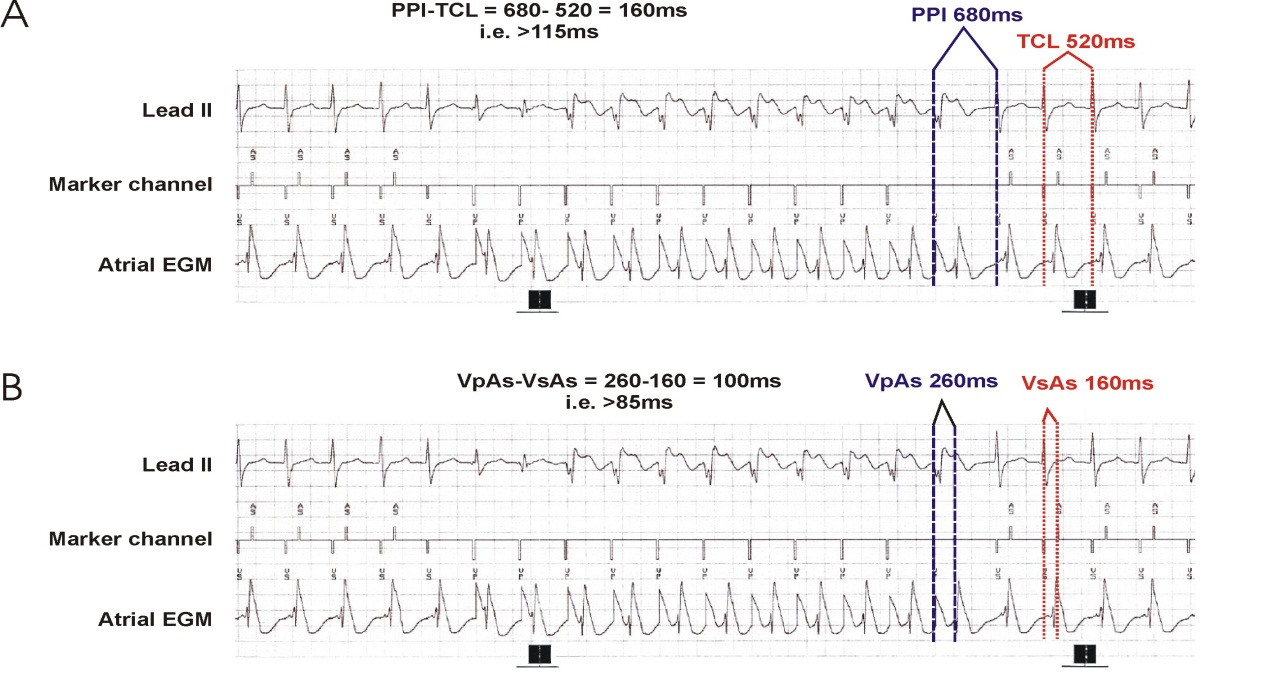 A
PPI-TCL = 680- 520 = 160ms
i.e. >115ms
PPI 680ms
TCL 520ms
Lead II
A S A S A S A S A S A S A S A S
Marker channel
V S V S V S V S V S V P V P V P V P V P V P V P V P V P V P V S V S V S V S V S
Atrial EGM
B
VpAs-VsAs = 260-160 = 100ms
i.e. >85ms
VpAs 260ms
VsAs 160ms
Lead II
Marker channel
Atrial EGM